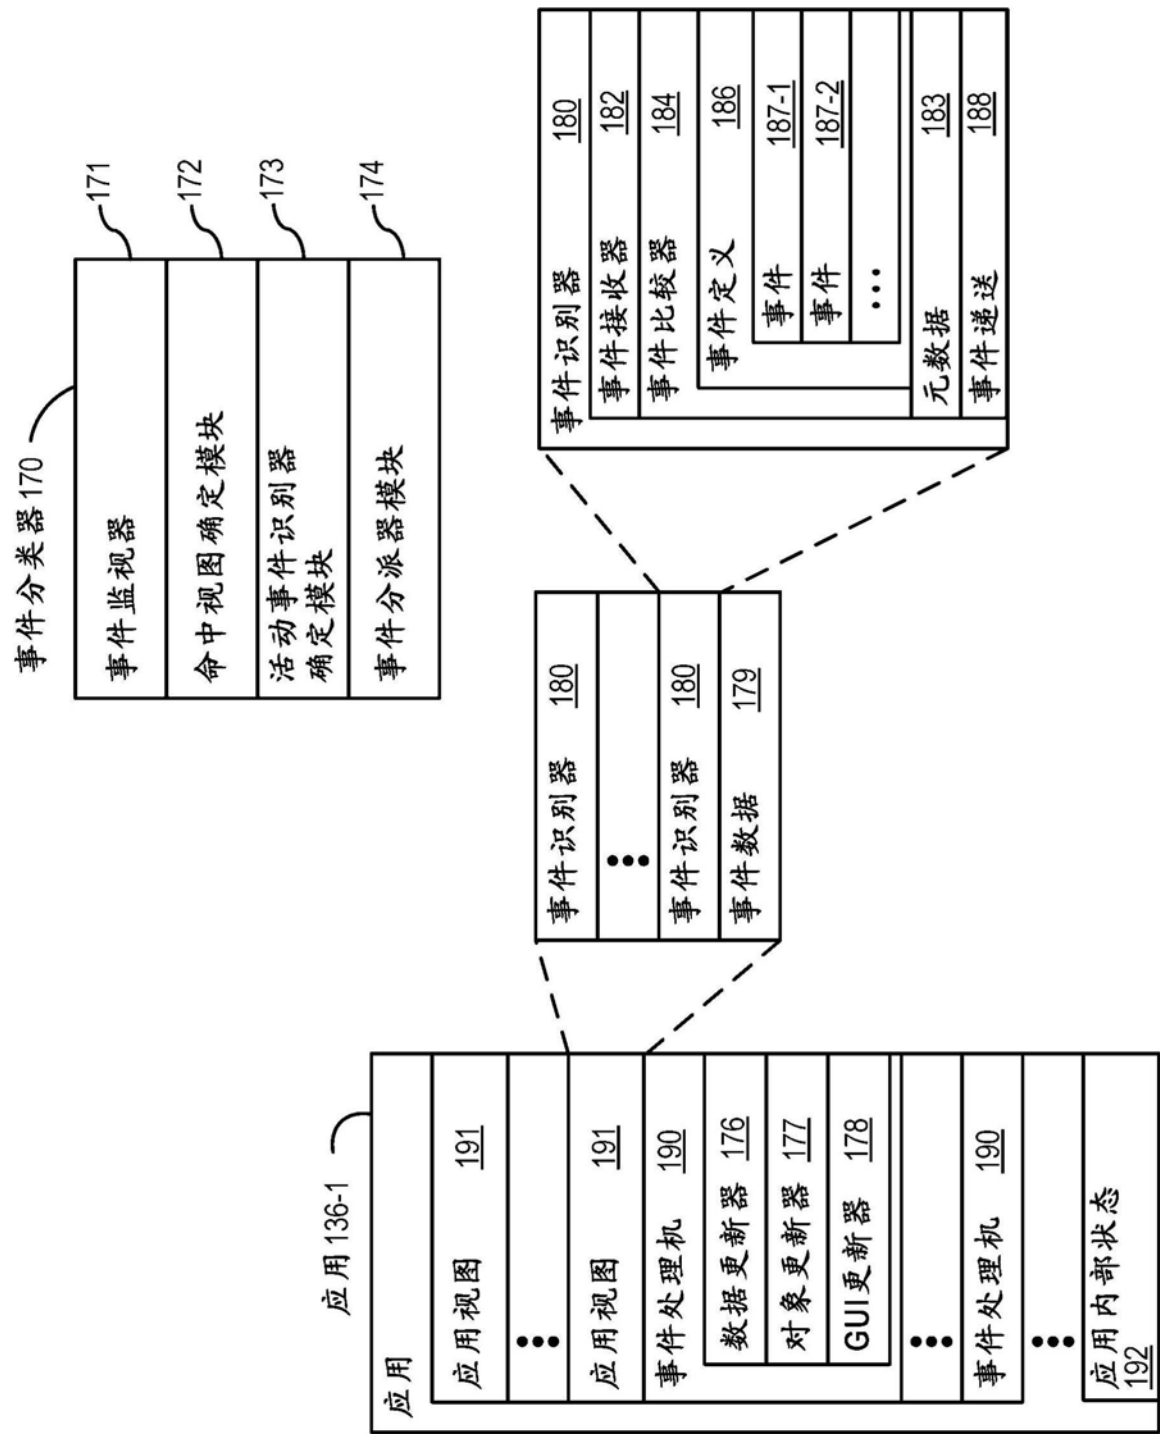 事件分类器170
事件监视器 171
命中视图确定模块 172
活动事件识别器
确定模块 173
事件分派器模块 174
应用136-1
应用
应用视图 191
•••
应用视图 191
事件处理机 190
数据更新器 176
对象更新器 177
GUI更新器 178
•••
事件处理机 190
•••
应用内部状态
192
事件识别器 180
•••
事件识别器 180
事件数据 179
事件识别器 180
事件接收器 182
事件比较器 184
事件定义 186
事件 187-1
事件 187-2
•••
元数据 183
事件递送 188